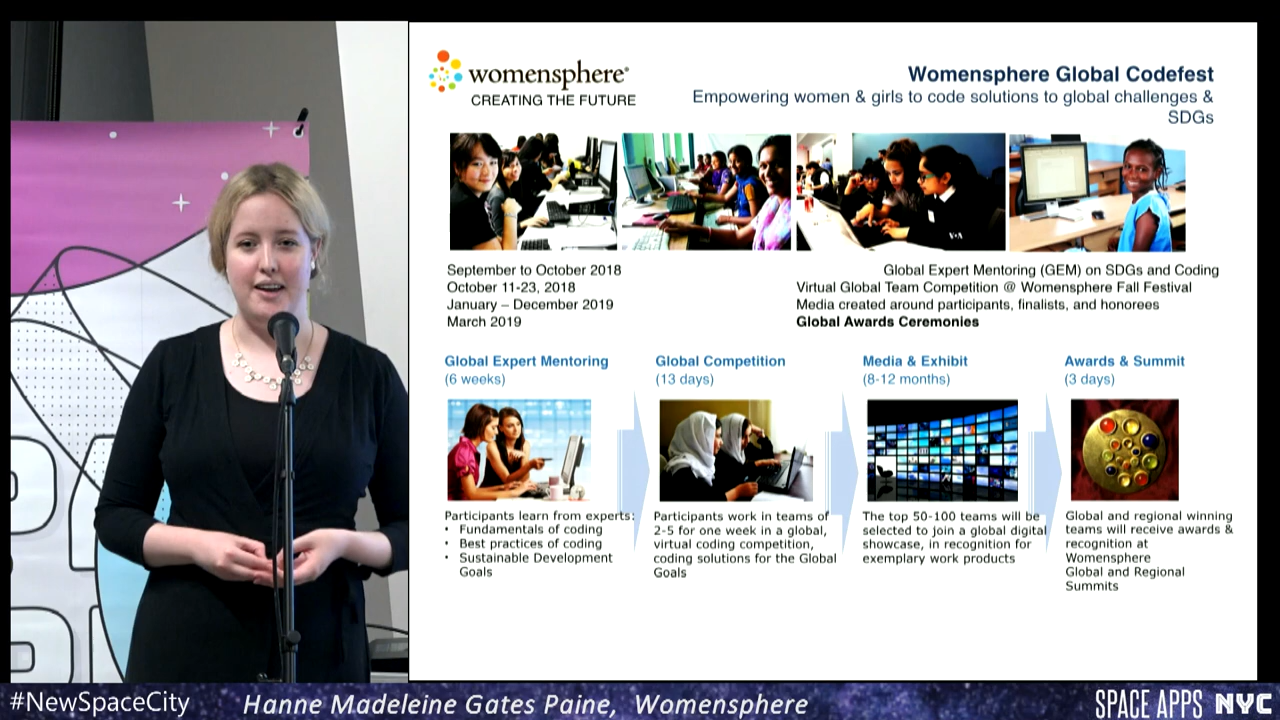 womensphere®
CREATING THE FUTURE
Womensphere Global Codefest
Empowering women & girls to code solutions to global challenges &
SDGs
September to October 2018
October 11-23, 2018
January – December 2019
March 2019
Global Expert Mentoring (GEM) on SDGs and Coding
Virtual Global Team Competition @ Womensphere Fall Festival
Media created around participants, finalists, and honorees
Global Awards Ceremonies
Global Expert Mentoring
(6 weeks)
Participants learn from experts:
• Fundamentals of coding
• Best practices of coding
• Sustainable Development
Goals
Global Competition
(13 days)
Participants work in teams of
2-5 for one week in a global,
virtual coding competition,
coding solutions for the Global
Goals
Media & Exhibit
(8-12 months)
The top 50-100 teams will be
selected to join a global digital
showcase, in recognition for
exemplary work products
Awards & Summit
(3 days)
Global and regional winning
teams will receive awards &
recognition at
Womensphere
Global and Regional
Summits
#NewSpaceCity
Hanne Madeleine Gates Paine, Womensphere
SPACE APPS NYC